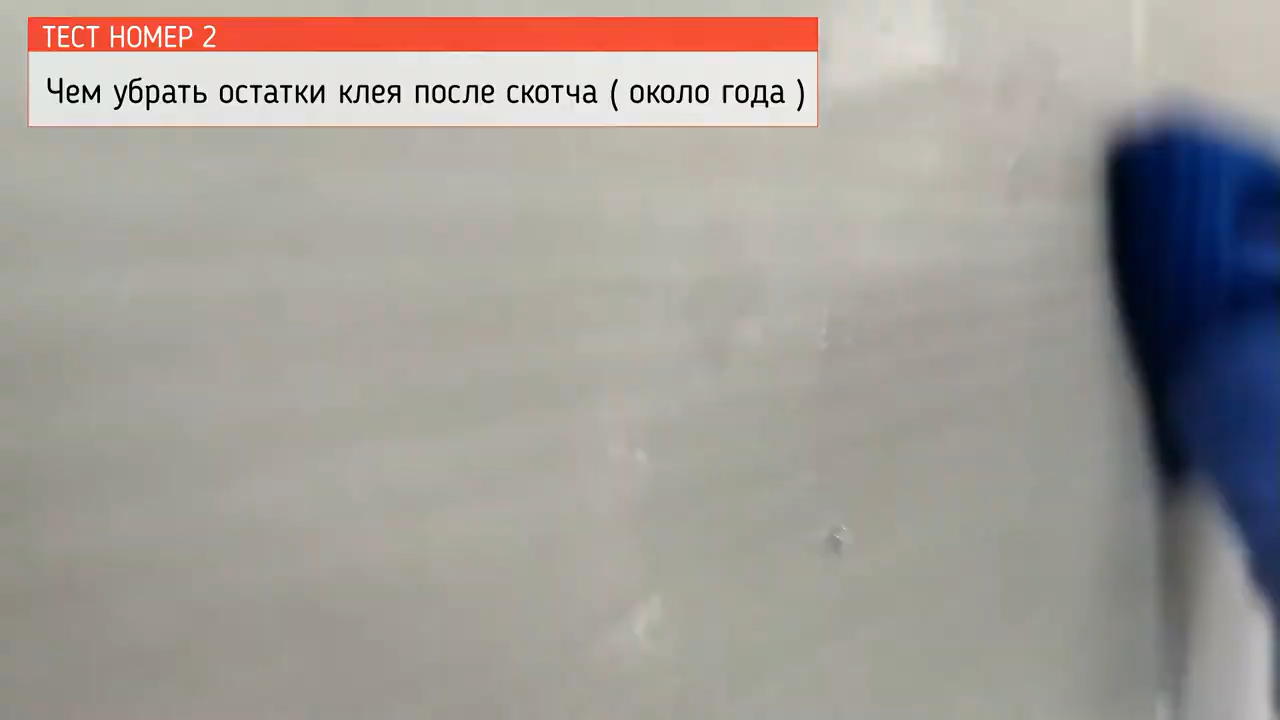 ТЕСТ НОМЕР 2
Чем убрать остатки клея после скотча ( около года )